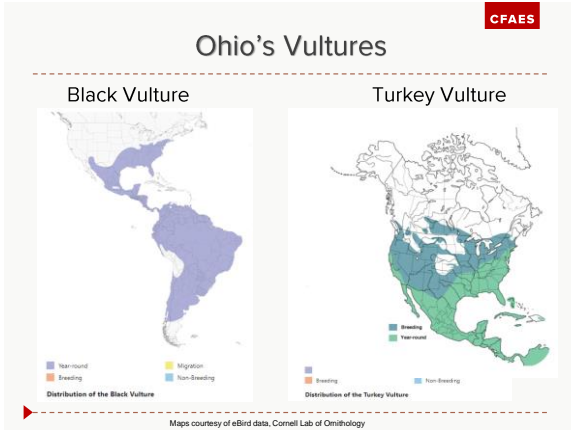 CFAES
Ohio's Vultures
Black Vulture
Turkey Vulture
Year-round
Migration
Breeding
Non-Breeding
Distribution of the Black Vulture
Breeding
Year-round
Breeding
Non-Breeding
Distribution of the Turkey Vulture
Maps courtesy of eBird data, Cornell Lab of Ornithology